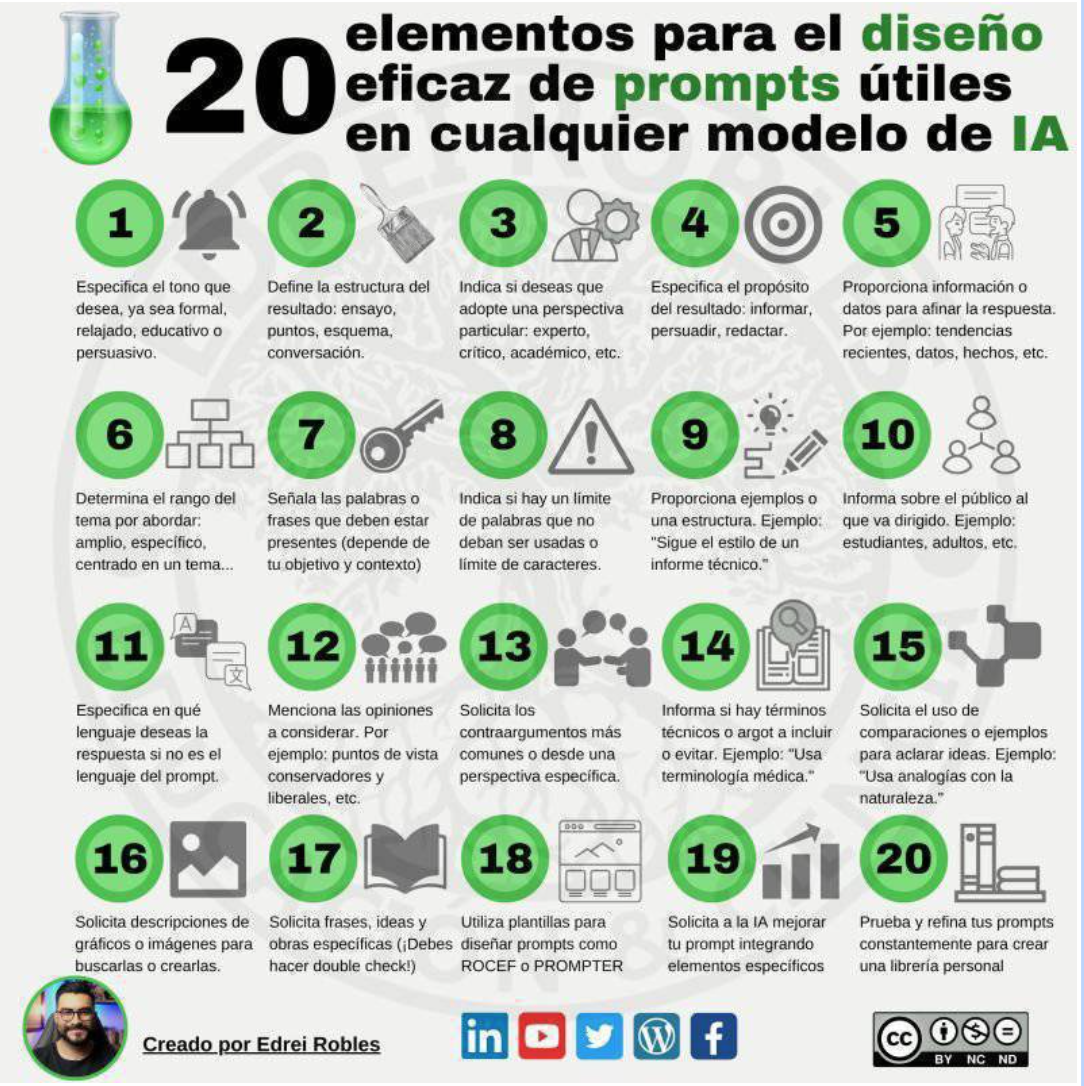 20
elementos para el diseño
eficaz de prompts útiles
en cualquier modelo de IA
1
Especifica el tono que
desea, ya sea formal,
relajado, educativo o
persuasivo.
2
Define la estructura del
resultado: ensayo,
puntos, esquema,
conversación.
3
Indica si deseas que
adopte una perspectiva
particular: experto,
crítico, académico, etc.
4
Especifica el propósito
del resultado: informar,
persuadir, redactar.
5
Proporciona información o
datos para afinar la respuesta.
Por ejemplo: tendencias
recientes, datos, hechos, etc.
6
Determina el rango del
tema por abordar:
amplio, específico,
centrado en un tema...
7
Señala las palabras o
frases que deben estar
presentes (depende de
tu objetivo y contexto)
8
Indica si hay un límite
de palabras que no
deban ser usadas o
límite de caracteres.
9
Proporciona ejemplos o
una estructura. Ejemplo:
"Sigue el estilo de un
informe técnico."
10
Informa sobre el público al
que va dirigido. Ejemplo:
estudiantes, adultos, etc.
11
A
文
Especifica en qué
lenguaje deseas la
respuesta si no es el
lenguaje del prompt.
12
Menciona las opiniones
a considerar. Por
ejemplo: puntos de vista
conservadores y
liberales, etc.
13
Solicita los
contraargumentos más
comunes o desde una
perspectiva específica.
14
Informa si hay términos
técnicos o argot a incluir
o evitar. Ejemplo: "Usa
terminología médica."
15
Solicita el uso de
comparaciones o ejemplos
para aclarar ideas. Ejemplo:
"Usa analogías con la
naturaleza."
16
Solicita descripciones de
gráficos o imágenes para
buscarlas o crearlas.
17
Solicita frases, ideas y
obras específicas (¡Debes
hacer double check!)
18
Utiliza plantillas para
diseñar prompts como
ROCEF o PROMPTER
19
Solicita a la IA mejorar
tu prompt integrando
elementos específicos
20
Prueba y refina tus prompts
constantemente para crear
una librería personal
Creado por Edrei Robles
in
W
f
cc
BY NC ND